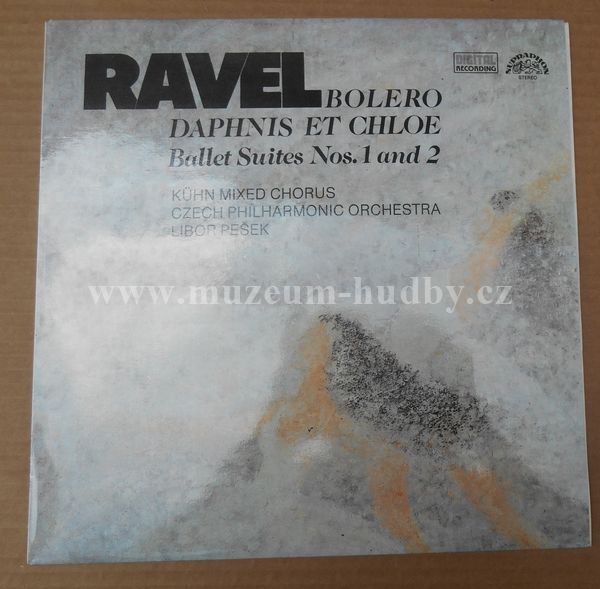 RAVEL BOLERO
DAPHNIS ET CHLOE
Ballet Suites Nos. 1 and 2
KÜHN MIXED CHORUS
CZECH PHILHARMONIC ORCHESTRA
LIBOR PEŠEK
DIGITAL
RECORDING
SUPRAPHON
STEREO
www.muzeum-hudby.cz